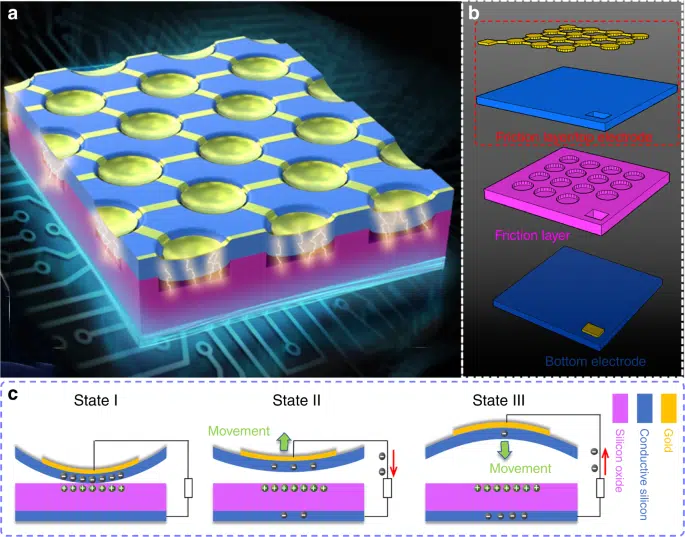 a
b
Friction layer/top electrode
Friction layer
Bottom electrode
c
State I
State II
State III
Movement
Movement
Silicon oxide
Conductive silicon
Gold